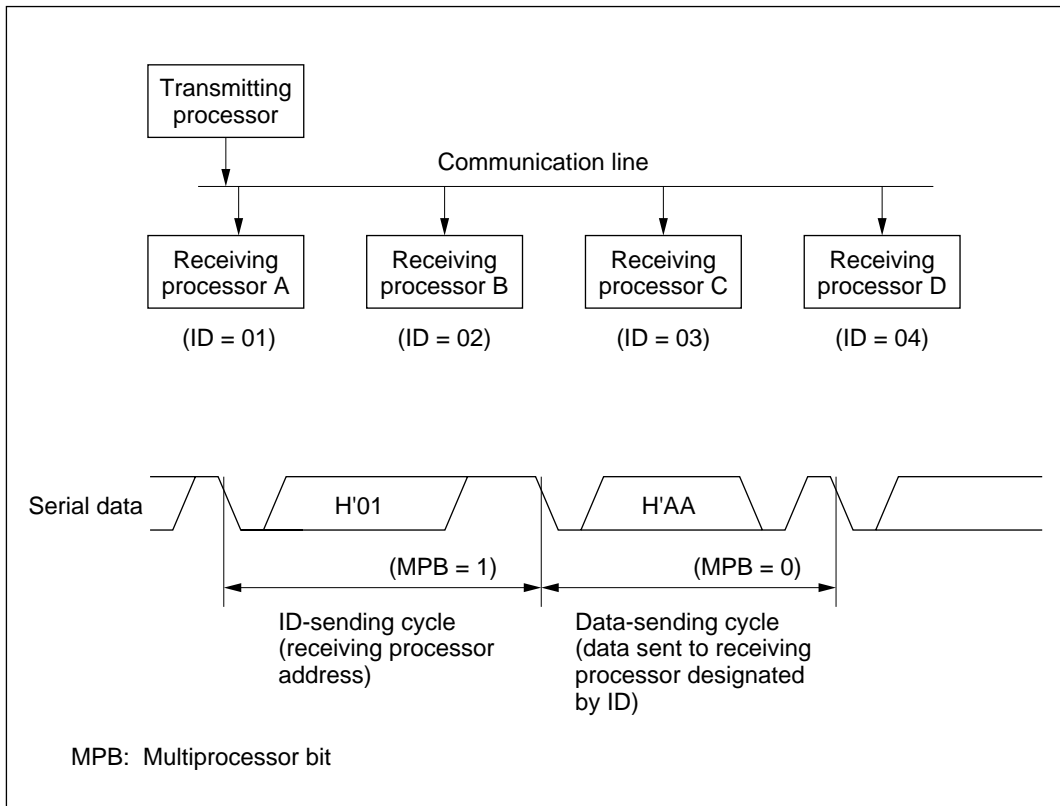 Transmitting
processor
Communication line
Receiving
processor A
Receiving
processor B
Receiving
processor C
Receiving
processor D
(ID = 01)
(ID = 02)
(ID = 03)
(ID = 04)
Serial data
H'01
H'AA
(MPB = 1)
(MPB = 0)
ID-sending cycle
(receiving processor
address)
Data-sending cycle
(data sent to receiving
processor designated
by ID)
MPB: Multiprocessor bit